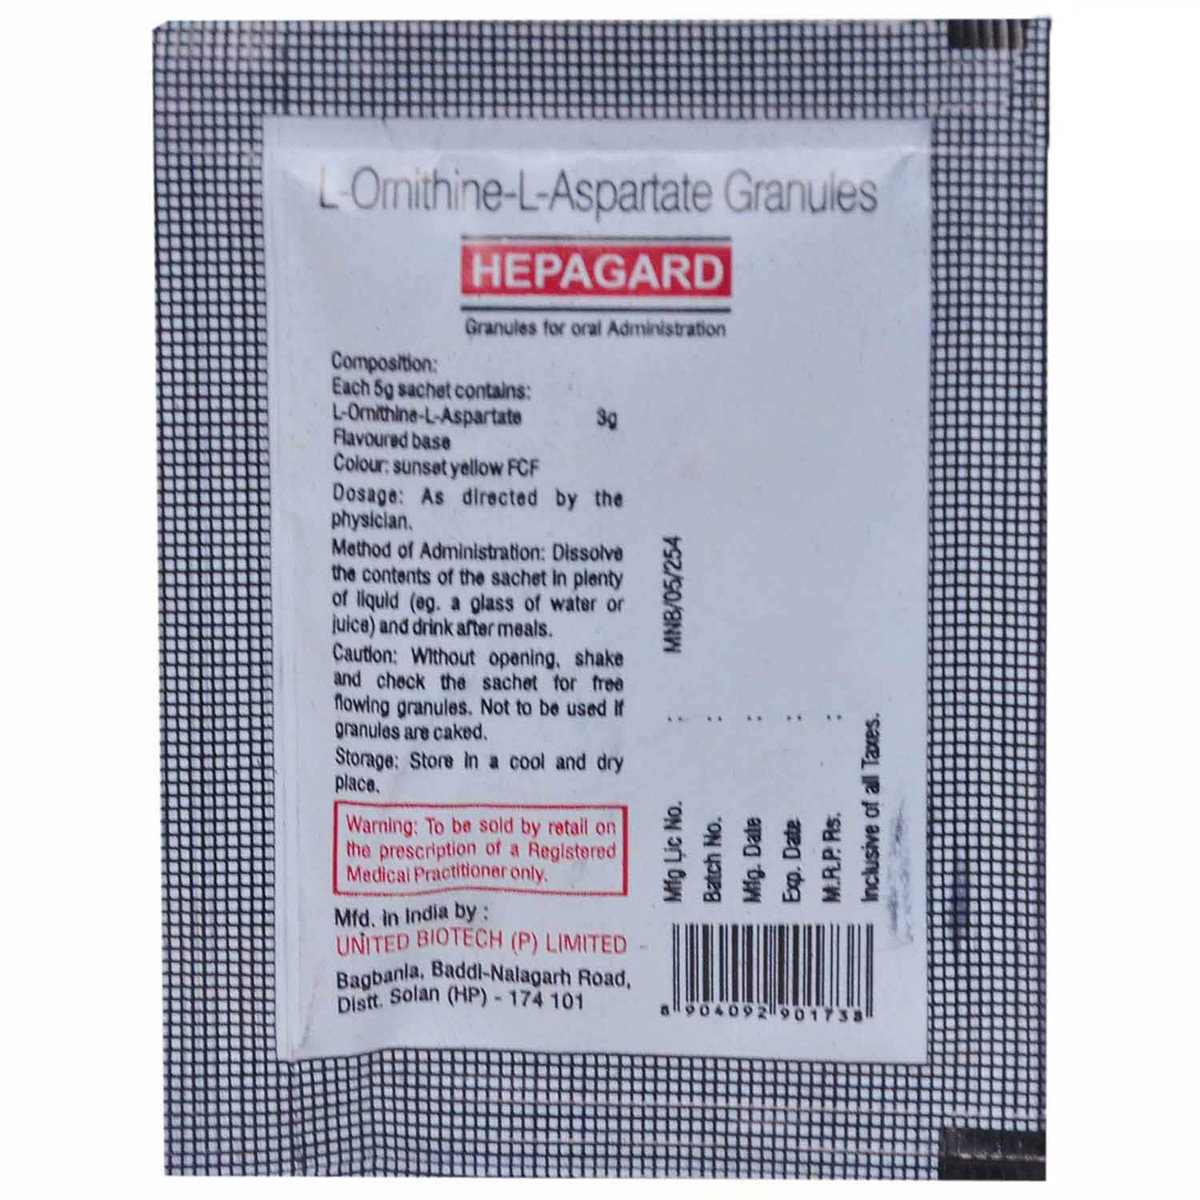 L-Ornithine-L-Aspartate Granules
HEPAGARD
Granules for oral Administration
Composition:
Each 5g sachet contains:
L-Ornithine-L-Aspartate 3g
Flavoured base
Colour: sunset yellow FCF
Dosage: As directed by the
physician.
Method of Administration: Dissolve
the contents of the sachet in plenty
of liquid (eg. a glass of water or
juice) and drink after meals.
Caution: Without opening, shake
and check the sachet for free
flowing granules. Not to be used if
granules are caked.
Storage: Store in a cool and dry
place.
Warning: To be sold by retail on
the prescription of a Registered
Medical Practitioner only.
Mfd. in India by :
UNITED BIOTECH (P) LIMITED
Bagbania, Baddi-Nalagarh Road,
Distt. Solan (HP) - 174 101
Mfg Lic No. : MNB/05/254
Batch No. :
Mfg. Date :
Exp. Date :
M.R.P. Rs. :
Inclusive of all Taxes.
8 904092 901738